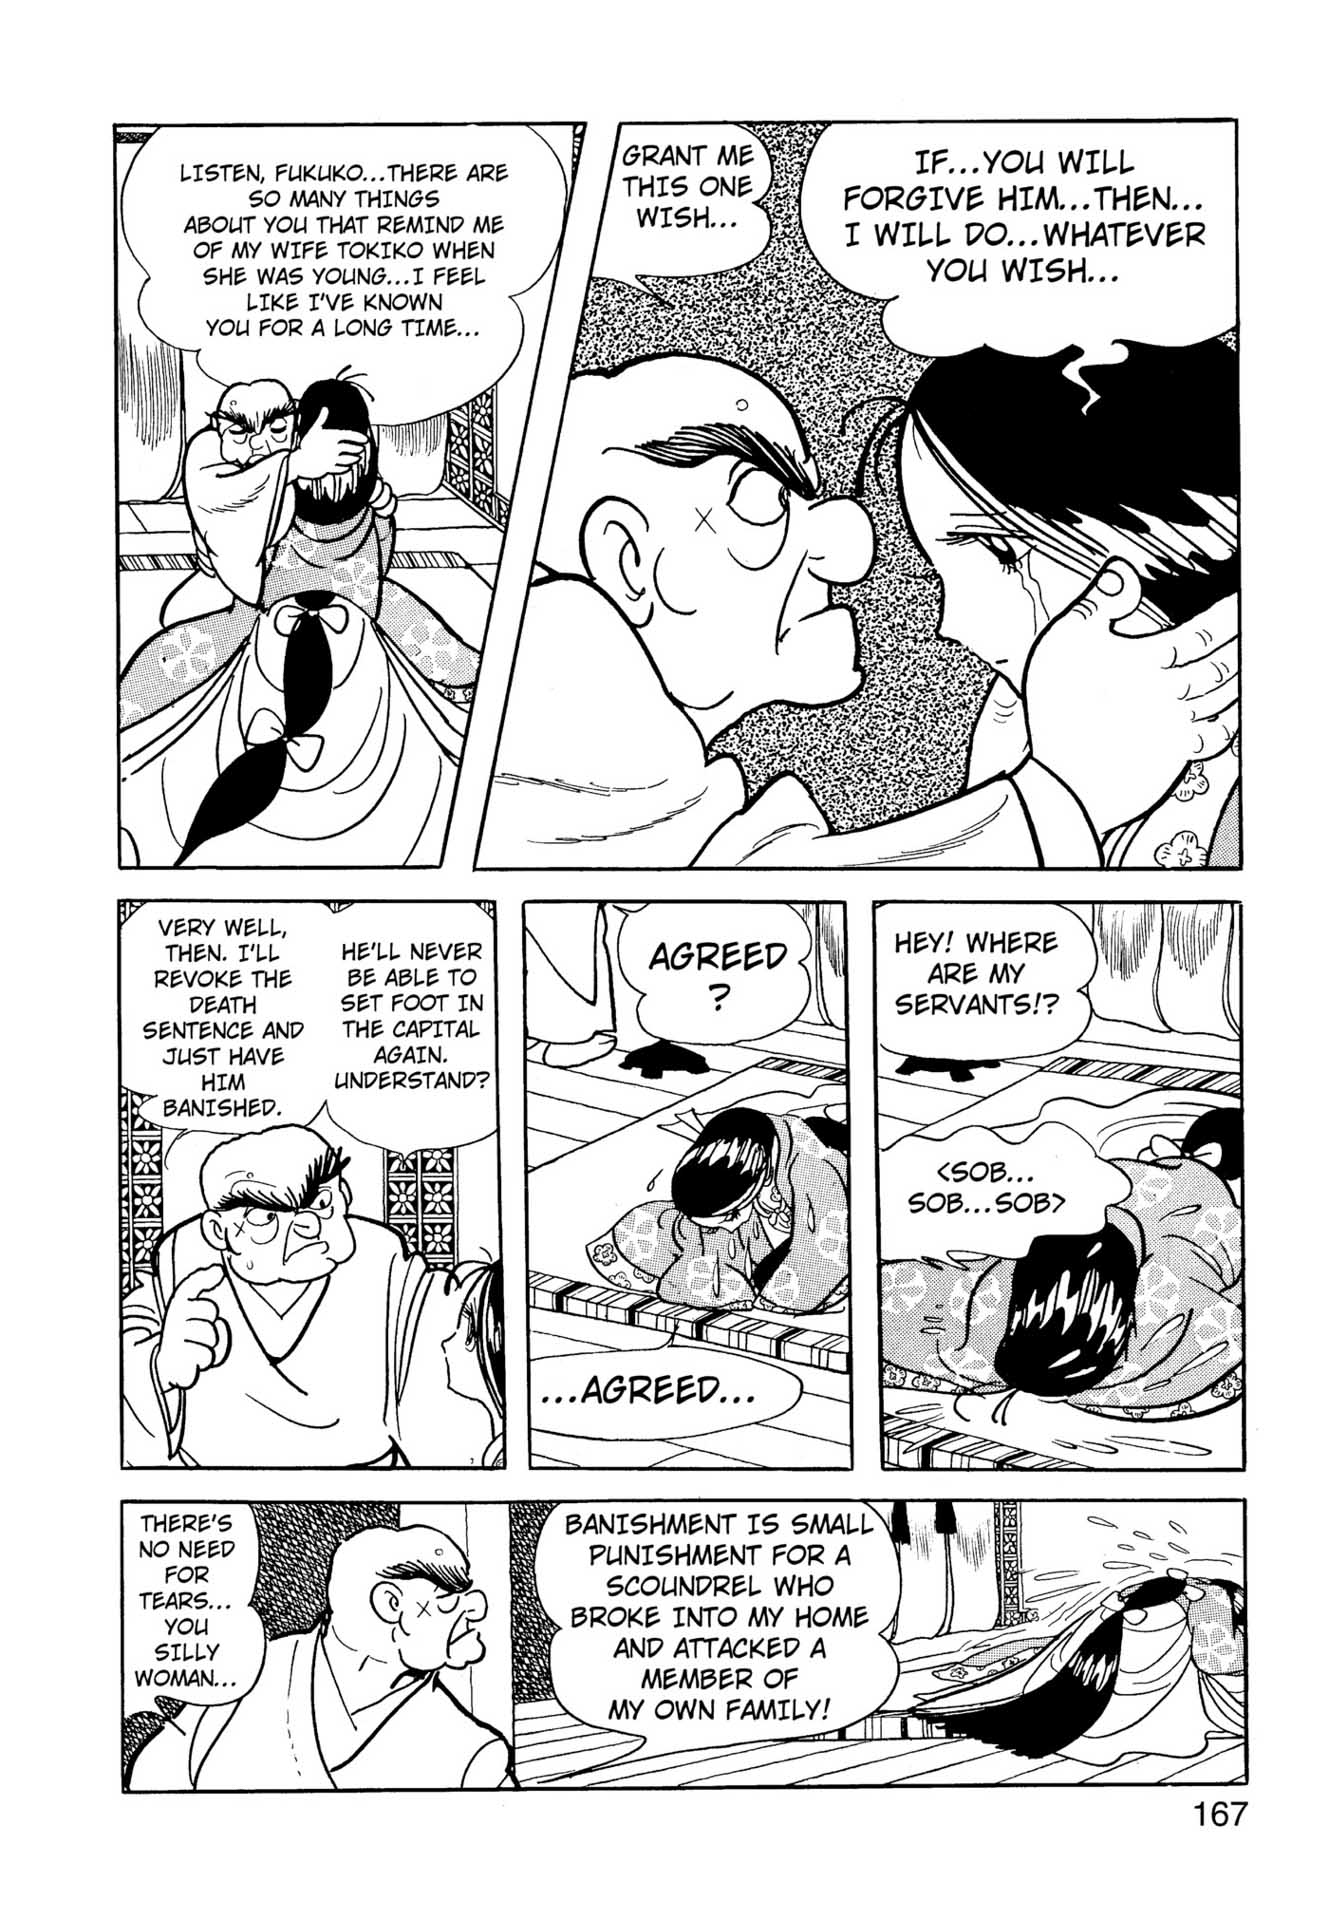 LISTEN, FUKUKO...THERE ARE
SO MANY THINGS
ABOUT YOU THAT REMIND ME
OF MY WIFE TOKIKO WHEN
SHE WAS YOUNG...I FEEL
LIKE I'VE KNOWN
YOU FOR A LONG TIME...
GRANT ME
THIS ONE
WISH...
IF...YOU WILL
FORGIVE HIM...THEN...
I WILL DO...WHATEVER
YOU WISH...
VERY WELL,
THEN. I'LL
REVOKE THE
DEATH
SENTENCE AND
JUST HAVE
HIM
BANISHED.
HE'LL NEVER
BE ABLE TO
SET FOOT IN
THE CAPITAL
AGAIN.
UNDERSTAND?
AGREED
?
...AGREED...
HEY! WHERE
ARE MY
SERVANTS!?
<SOB...
SOB...SOB>
THERE'S
NO NEED
FOR
TEARS...
YOU
SILLY
WOMAN...
BANISHMENT IS SMALL
PUNISHMENT FOR A
SCOUNDREL WHO
BROKE INTO MY HOME
AND ATTACKED A
MEMBER OF
MY OWN FAMILY!
167